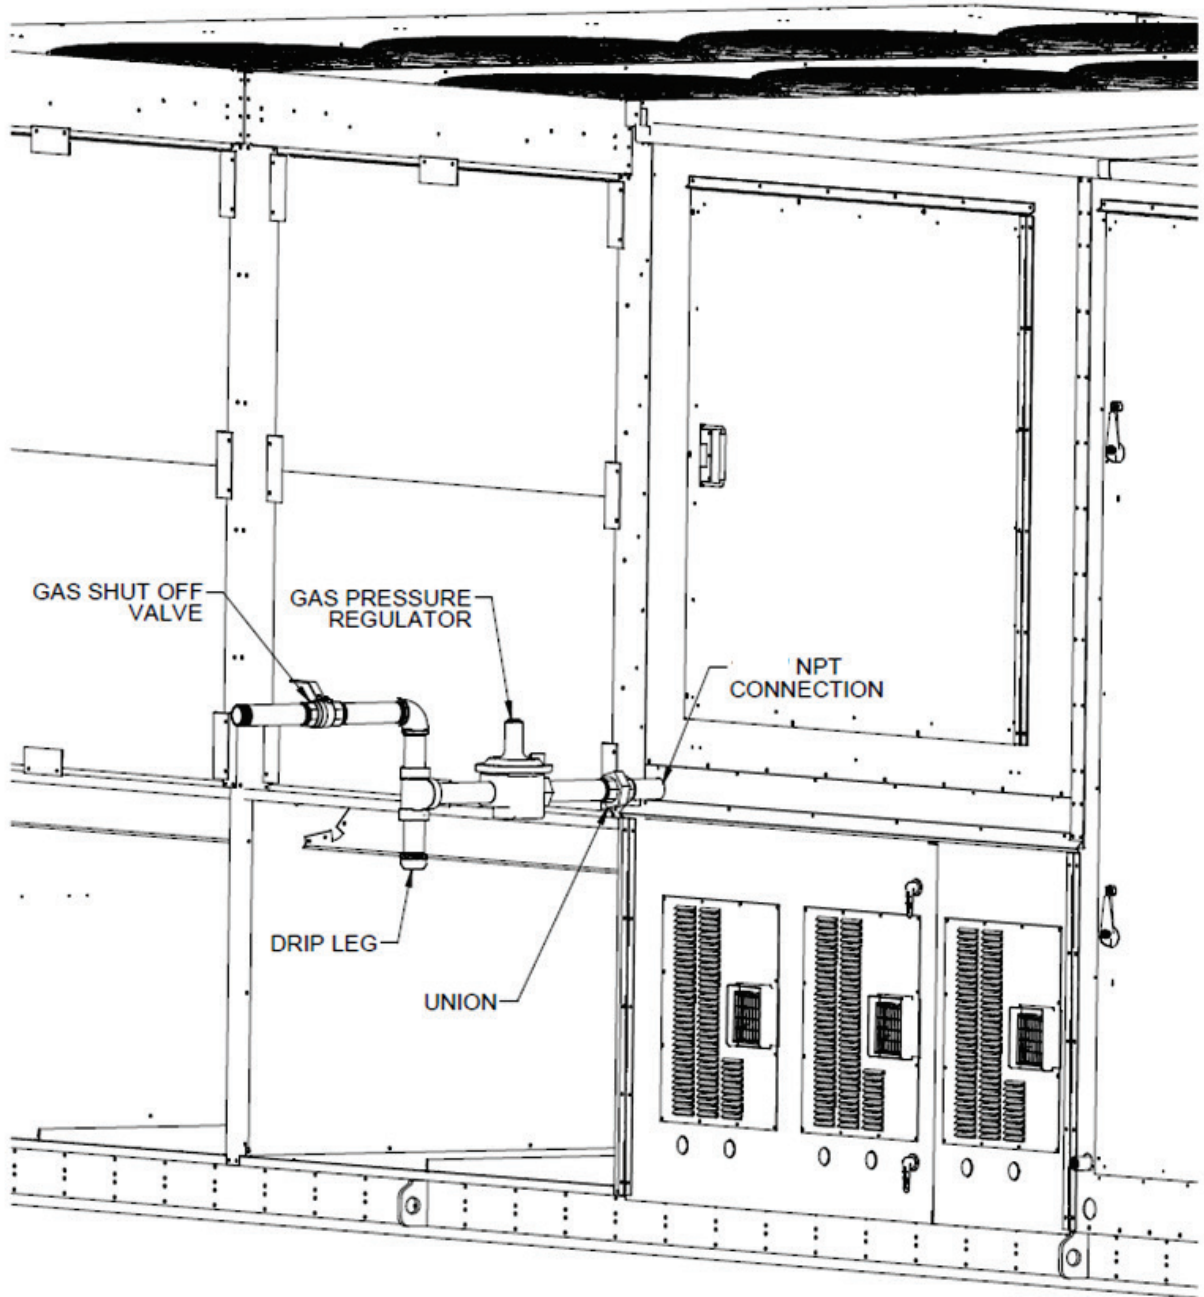 GAS SHUT OFF
VALVE
GAS PRESSURE
REGULATOR
NPT
CONNECTION
DRIP LEG
UNION